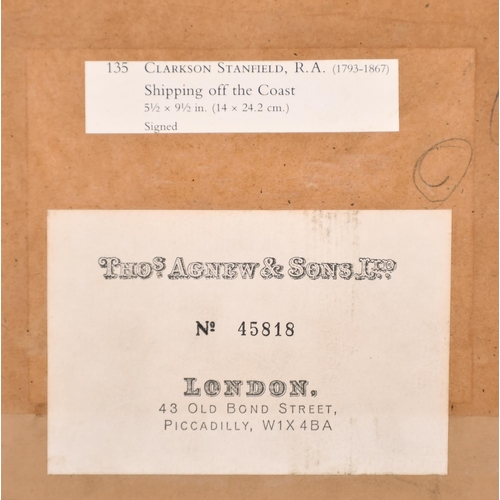 135 CLARKSON STANFIELD, R.A. (1793-1867)
Shipping off the Coast
5½ × 9½ in. (14 × 24.2 cm.)
Signed
THOS AGNEW & SONS LTD
Nº 45818
LONDON,
43 OLD BOND STREET,
PICCADILLY, W1X 4BA